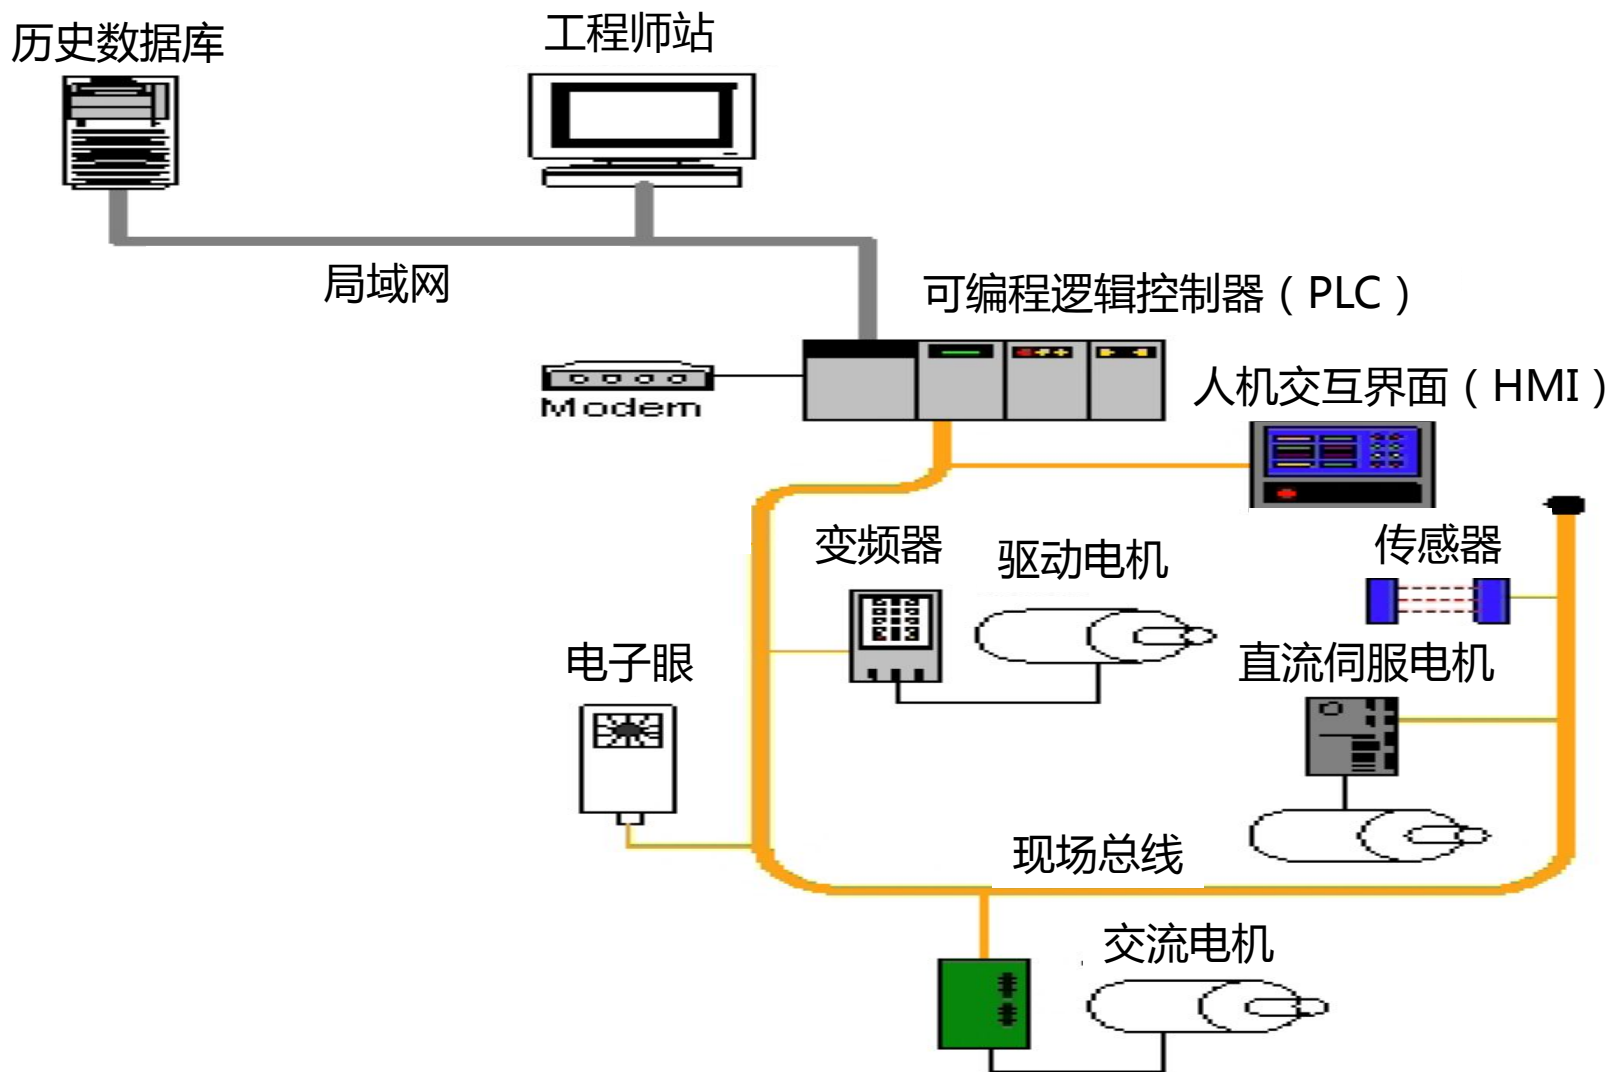 历史数据库
工程师站
局域网
可编程逻辑控制器（PLC）
Modem
人机交互界面（HMI）
变频器
驱动电机
传感器
电子眼
直流伺服电机
现场总线
交流电机